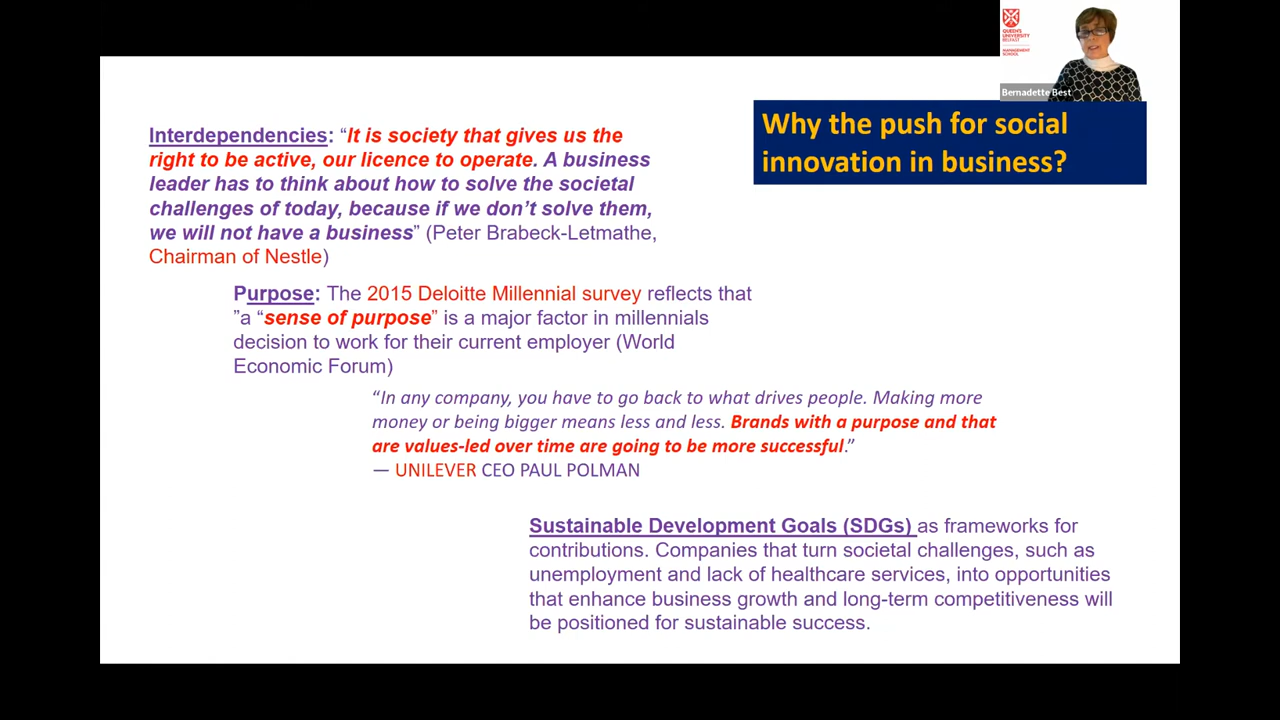 QUEEN'S
UNIVERSITY
BELFAST
MANAGEMENT
SCHOOL
Bernadette Best
Why the push for social
innovation in business?
Interdependencies: “It is society that gives us the
right to be active, our licence to operate. A business
leader has to think about how to solve the societal
challenges of today, because if we don’t solve them,
we will not have a business” (Peter Brabeck-Letmathe,
Chairman of Nestle)
Purpose: The 2015 Deloitte Millennial survey reflects that
”a “sense of purpose” is a major factor in millennials
decision to work for their current employer (World
Economic Forum)
“In any company, you have to go back to what drives people. Making more
money or being bigger means less and less. Brands with a purpose and that
are values-led over time are going to be more successful.”
— UNILEVER CEO PAUL POLMAN
Sustainable Development Goals (SDGs) as frameworks for
contributions. Companies that turn societal challenges, such as
unemployment and lack of healthcare services, into opportunities
that enhance business growth and long-term competitiveness will
be positioned for sustainable success.